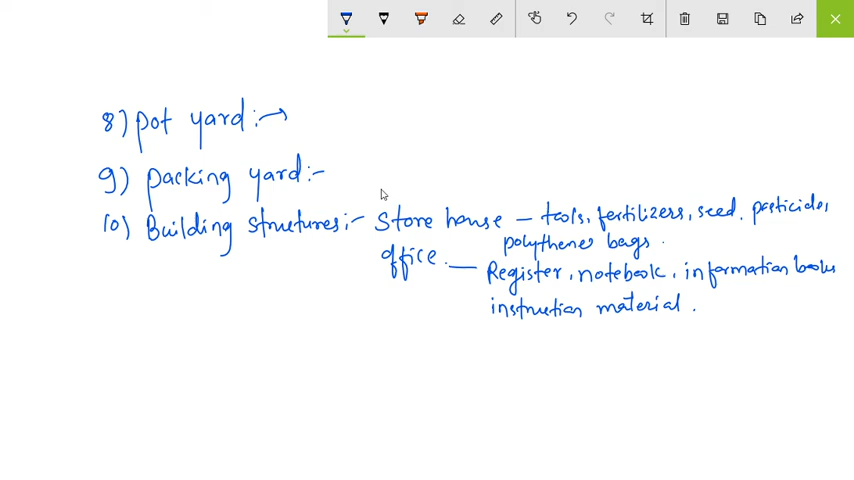 8) pot yard:→
9) packing yard:-
10) Building structures:- Store house - tools, fertilizers, seed, pesticide,
polythene bags.
office — Register, notebook, information books
instruction material.